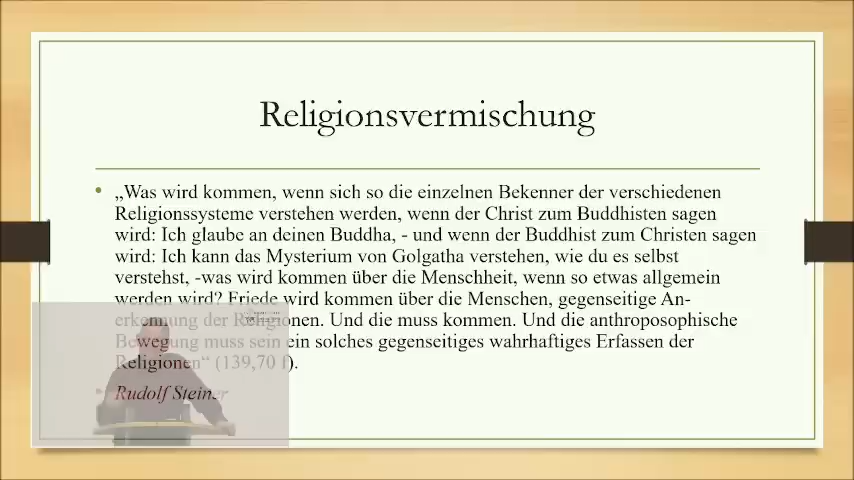 Religionsvermischung
• „Was wird kommen, wenn sich so die einzelnen Bekenner der verschiedenen
Religionssysteme verstehen werden, wenn der Christ zum Buddhisten sagen
wird: Ich glaube an deinen Buddha, - und wenn der Buddhist zum Christen sagen
wird: Ich kann das Mysterium von Golgatha verstehen, wie du es selbst
verstehst, -was wird kommen über die Menschheit, wenn so etwas allgemein
werden wird? Friede wird kommen über die Menschen, gegenseitige An-
erkennung der Religionen. Und die muss kommen. Und die anthroposophische
Bewegung muss sein ein solches gegenseitiges wahrhaftiges Erfassen der
Religionen“ (139,70 f).
• Rudolf Steiner